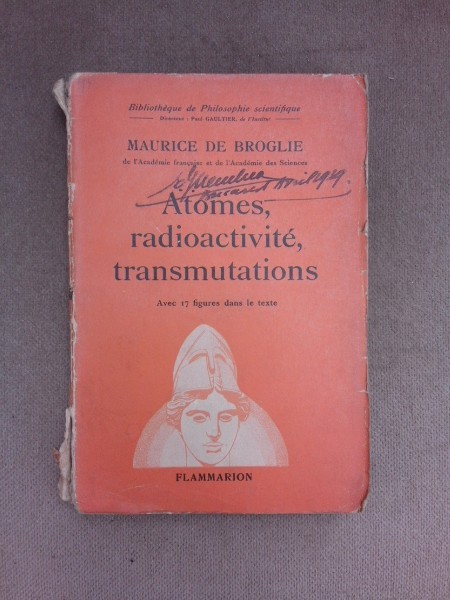 Bibliothèque de Philosophie scientifique
Directeur : Paul GAULTIER, de l'Institut
MAURICE DE BROGLIE
de l'Académie française et de l'Académie des Sciences
Atomes,
radioactivité,
transmutations
Avec 17 figures dans le texte
FLAMMARION